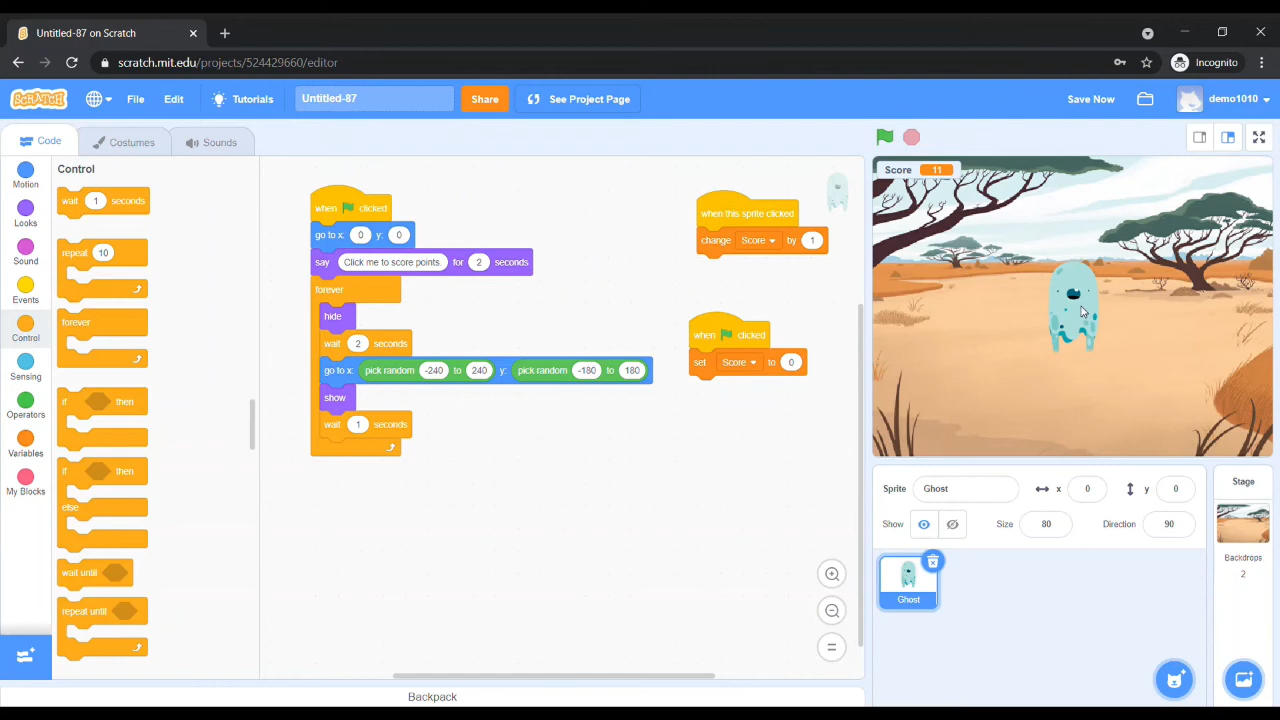 Untitled-87 on Scratch
scratch.mit.edu/projects/524429660/editor
Incognito
SCRATCH
File
Edit
Tutorials
Untitled-87
Share
See Project Page
Save Now
demo1010
Code
Costumes
Sounds
Motion
Looks
Sound
Events
Control
Sensing
Operators
Variables
My Blocks
Control
wait 1 seconds
repeat 10
forever
if then
if then
else
wait until
repeat until
when clicked
go to x: 0 y: 0
say Click me to score points. for 2 seconds
forever
hide
wait 2 seconds
go to x: pick random -240 to 240 y: pick random -180 to 180
show
wait 1 seconds
when this sprite clicked
change Score by 1
when clicked
set Score to 0
Backpack
Score 11
Sprite Ghost x 0 y 0
Show Size 80 Direction 90
Ghost
Stage
Backdrops
2